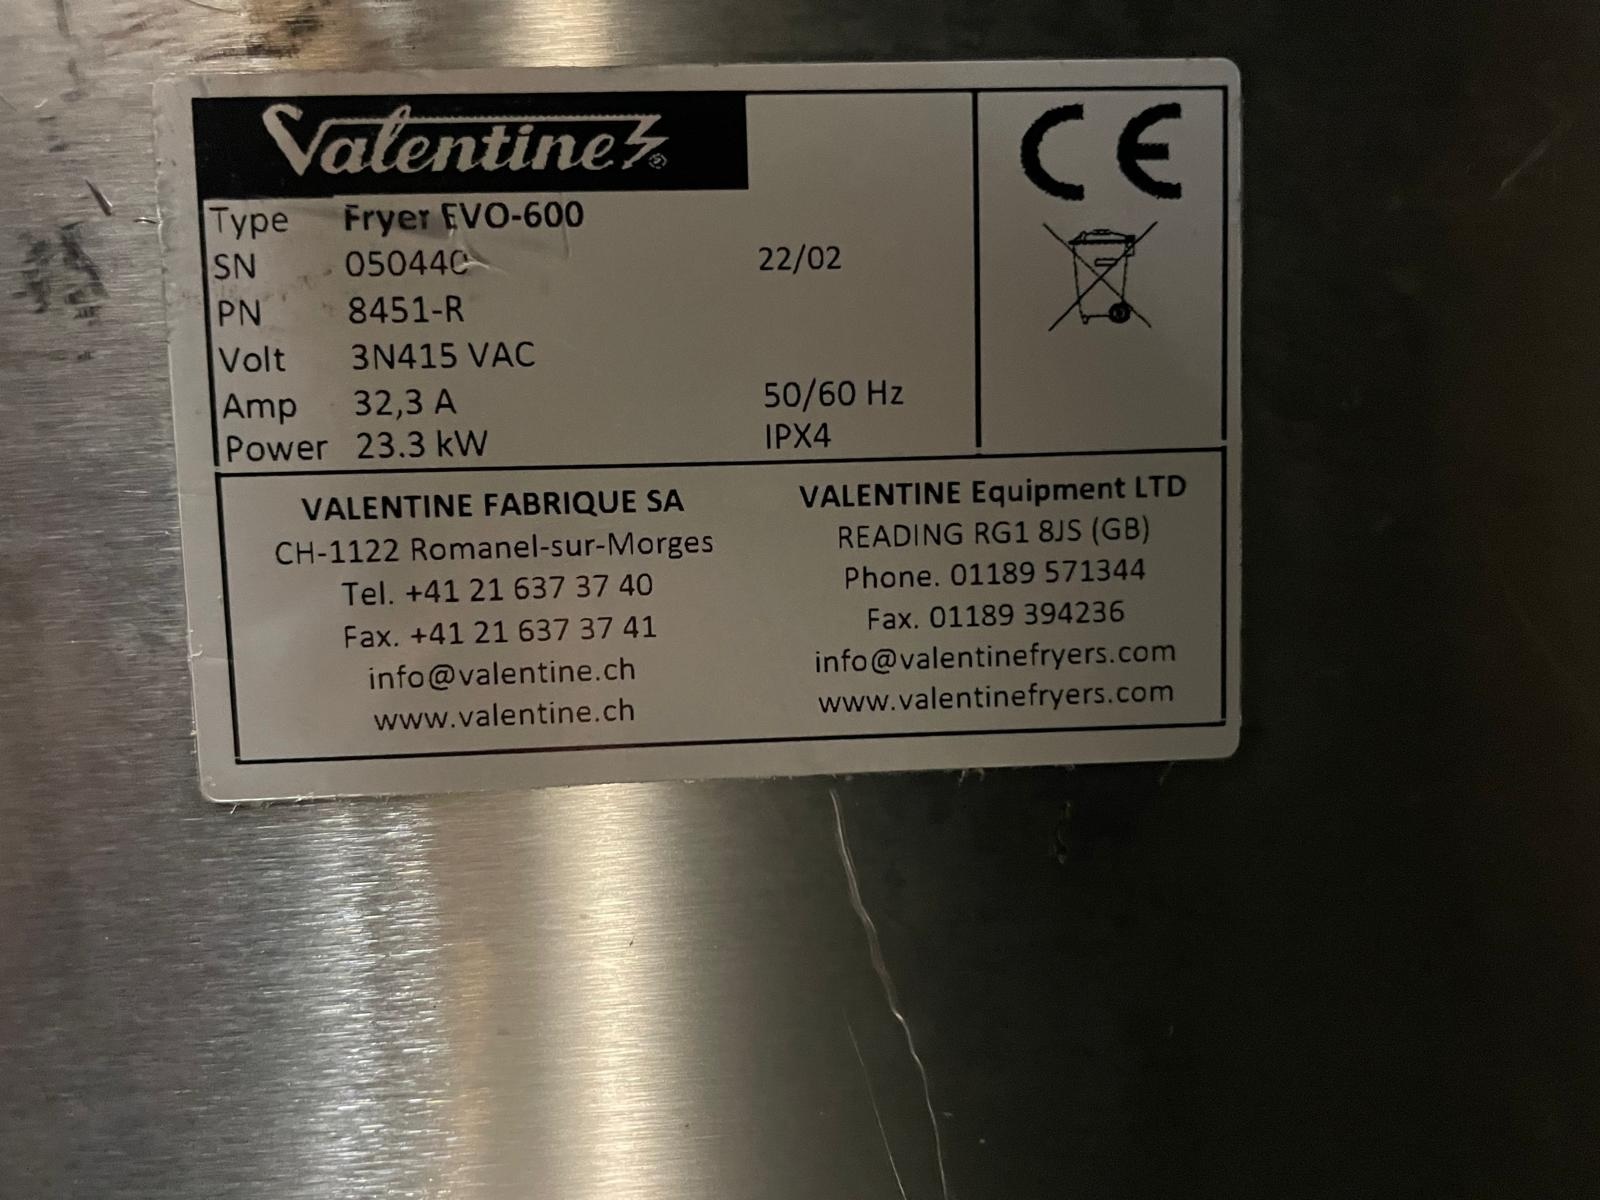 Valentine
Type Fryer EVO-600
SN 050440 22/02
PN 8451-R
Volt 3N415 VAC
Amp 32,3 A 50/60 Hz
Power 23.3 kW IPX4
CE
VALENTINE FABRIQUE SA
CH-1122 Romanel-sur-Morges
Tel. +41 21 637 37 40
Fax. +41 21 637 37 41
info@valentine.ch
www.valentine.ch
VALENTINE Equipment LTD
READING RG1 8JS (GB)
Phone. 01189 571344
Fax. 01189 394236
info@valentinefryers.com
www.valentinefryers.com